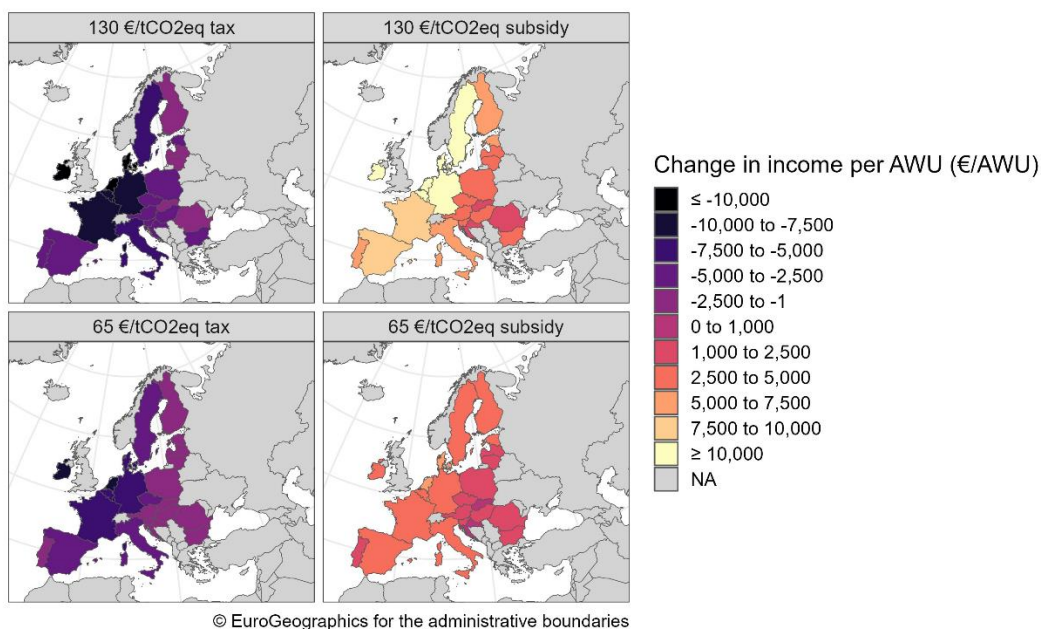 130 €/tCO2eq tax
130 €/tCO2eq subsidy
65 €/tCO2eq tax
65 €/tCO2eq subsidy
Change in income per AWU (€/AWU)
≤ -10,000
-10,000 to -7,500
-7,500 to -5,000
-5,000 to -2,500
-2,500 to -1
0 to 1,000
1,000 to 2,500
2,500 to 5,000
5,000 to 7,500
7,500 to 10,000
≥ 10,000
NA
© EuroGeographics for the administrative boundaries